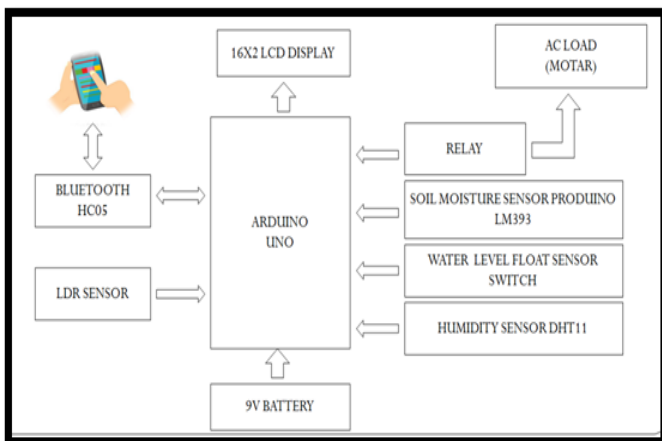 16X2 LCD DISPLAY
AC LOAD
(MOTAR)
RELAY
BLUETOOTH
HC05
ARDUINO
UNO
SOIL MOISTURE SENSOR PRODUINO
LM393
WATER LEVEL FLOAT SENSOR
SWITCH
LDR SENSOR
HUMIDITY SENSOR DHT11
9V BATTERY